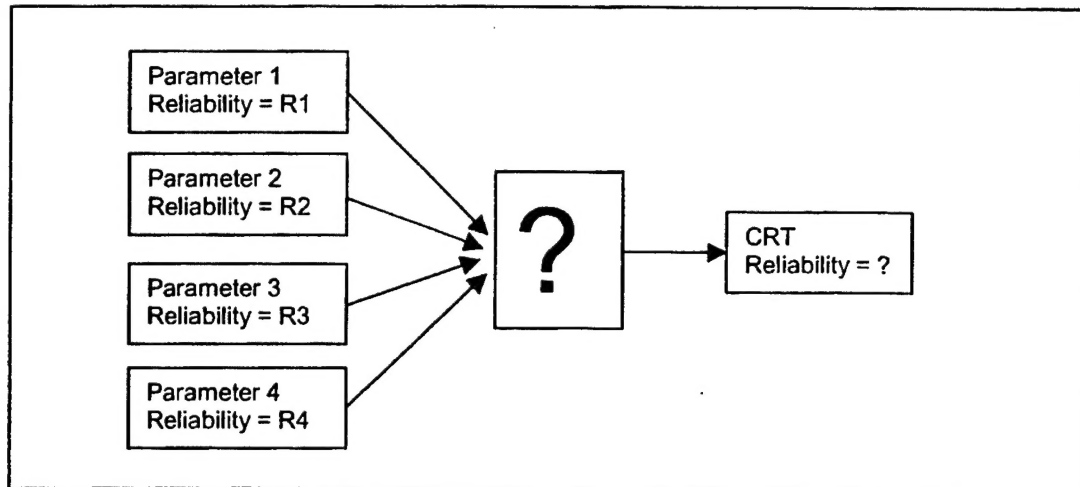 Parameter 1
Reliability = R1
Parameter 2
Reliability = R2
Parameter 3
Reliability = R3
Parameter 4
Reliability = R4
?
CRT
Reliability = ?